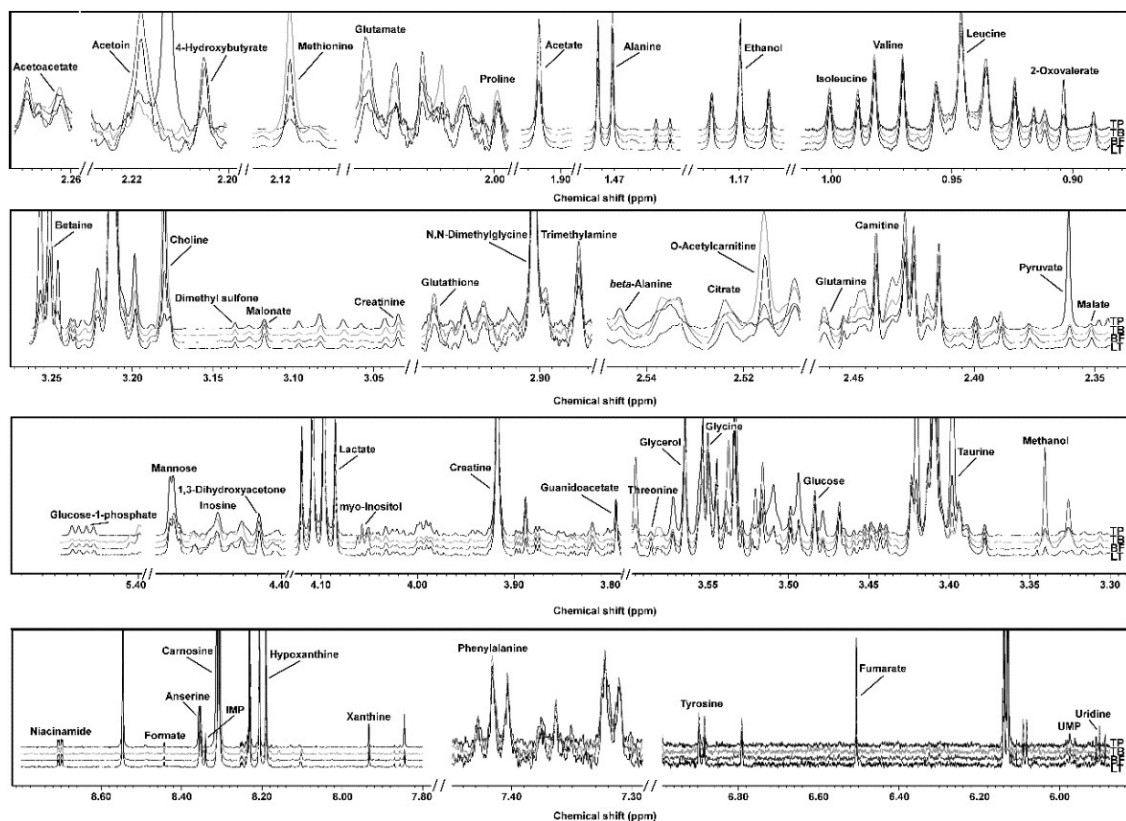 Acetoacetate
Acetoin
4-Hydroxybutyrate
Methionine
Glutamate
Proline
Acetate
Alanine
Ethanol
Isoleucine
Valine
Leucine
2-Oxovalerate
TP
TB
BF
LT
2.26 2.22 2.20 2.12 2.00 1.90 1.47 1.17 1.00 0.95 0.90
Chemical shift (ppm)
Betaine
Choline
Dimethyl sulfone
Malonate
Creatinine
Glutathione
N,N-Dimethylglycine
Trimethylamine
beta-Alanine
Citrate
O-Acetylcarnitine
Glutamine
Carnitine
Pyruvate
Malate
TP
TB
BF
LT
3.25 3.20 3.15 3.10 3.05 2.90 2.54 2.52 2.45 2.40 2.35
Chemical shift (ppm)
Glucose-1-phosphate
Mannose
1,3-Dihydroxyacetone
Inosine
Lactate
myo-Inositol
Creatine
Guanidoacetate
Threonine
Glycerol
Glycine
Glucose
Taurine
Methanol
TP
TB
BF
LT
5.40 4.40 4.10 4.00 3.90 3.80 3.50 3.50 3.45 3.40 3.35 3.30
Chemical shift (ppm)
Niacinamide
Formate
Anserine
Carnosine
IMP
Hypoxanthine
Xanthine
Phenylalanine
Tyrosine
Fumarate
UMP
Uridine
TP
TB
BF
LT
8.60 8.40 8.20 8.00 7.80 7.40 7.30 6.80 6.60 6.40 6.20 6.00
Chemical shift (ppm)